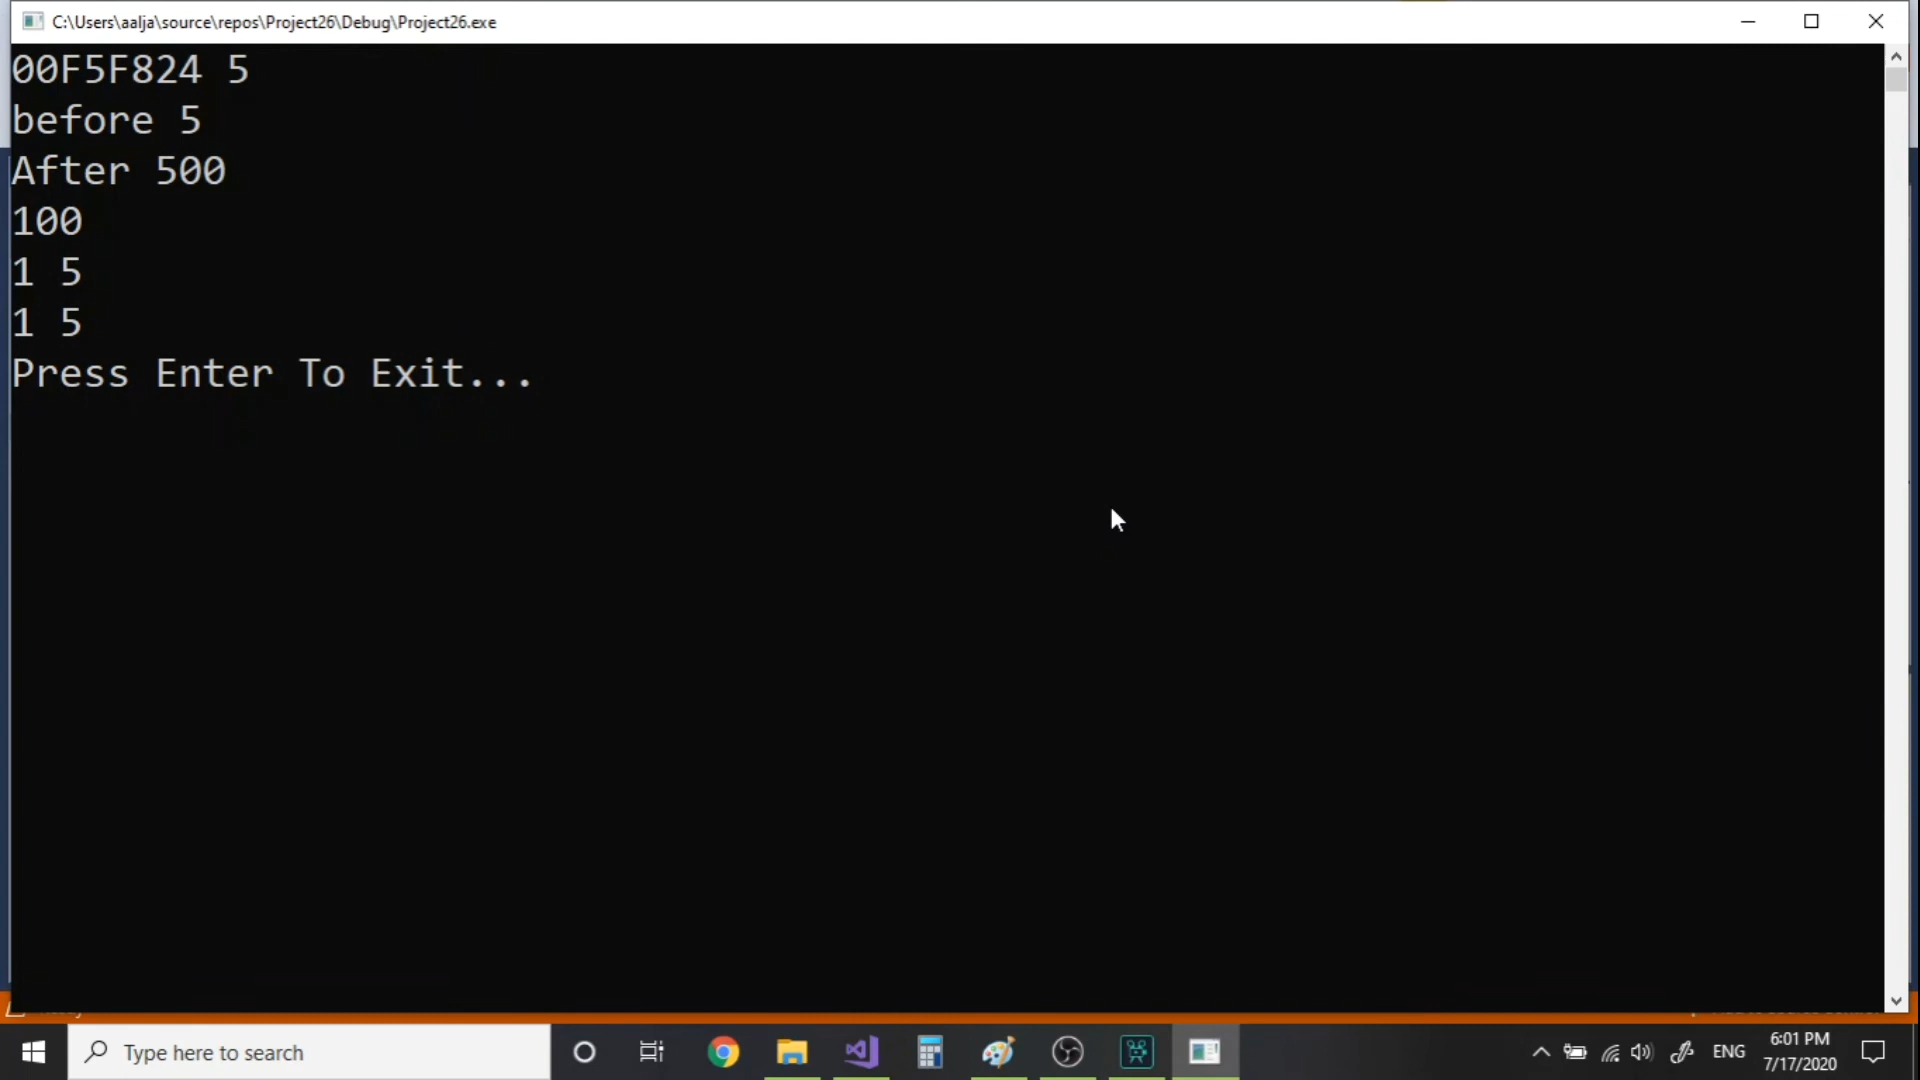 C:\Users\aalja\source\repos\Project26\Debug\Project26.exe
00F5F824 5
before 5
After 500
100
1 5
1 5
Press Enter To Exit...
Type here to search
ENG
6:01 PM
7/17/2020